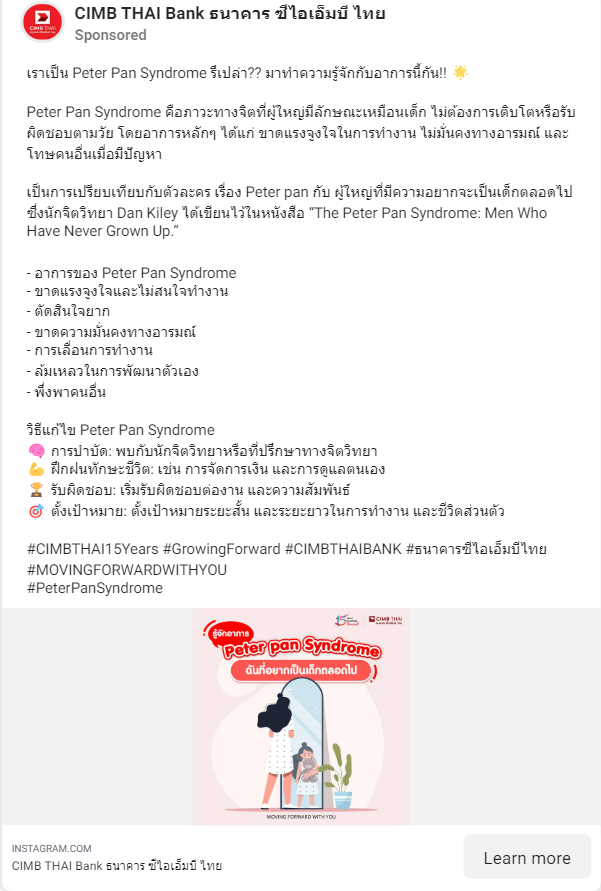 CIMB THAI Bank ธนาคาร ซีไอเอ็มบี ไทย
Sponsored
เราเป็น Peter Pan Syndrome รึเปล่า?? มาทำความรู้จักกับอาการนี้กัน!! 🌟
Peter Pan Syndrome คือภาวะทางจิตที่ผู้ใหญ่มีลักษณะเหมือนเด็ก ไม่ต้องการเติบโตหรือรับ
ผิดชอบตามวัย โดยอาการหลักๆ ได้แก่ ขาดแรงจูงใจในการทำงาน ไม่มั่นคงทางอารมณ์ และ
โทษคนอื่นเมื่อมีปัญหา
เป็นการเปรียบเทียบกับตัวละคร เรื่อง Peter pan กับ ผู้ใหญ่ที่มีความอยากจะเป็นเด็กตลอดไป
ซึ่งนักจิตวิทยา Dan Kiley ได้เขียนไว้ในหนังสือ “The Peter Pan Syndrome: Men Who
Have Never Grown Up.”
- อาการของ Peter Pan Syndrome
- ขาดแรงจูงใจและไม่สนใจทำงาน
- ตัดสินใจยาก
- ขาดความมั่นคงทางอารมณ์
- การเลื่อนการทำงาน
- ล้มเหลวในการพัฒนาตัวเอง
- พึ่งพาคนอื่น
วิธีแก้ไข Peter Pan Syndrome
🧠 การบำบัด: พบกับนักจิตวิทยาหรือที่ปรึกษาทางจิตวิทยา
💪 ฝึกฝนทักษะชีวิต: เช่น การจัดการเงิน และการดูแลตนเอง
🏆 รับผิดชอบ: เริ่มรับผิดชอบต่องาน และความสัมพันธ์
🎯 ตั้งเป้าหมาย: ตั้งเป้าหมายระยะสั้น และระยะยาวในการทำงาน และชีวิตส่วนตัว
#CIMBTHAI15Years #GrowingForward #CIMBTHAIBANK #ธนาคารซีไอเอ็มบีไทย
#MOVINGFORWARDWITHYOU
#PeterPanSyndrome
CIMB THAI
รู้จักอาการ
Peter pan Syndrome
ฉันที่อยากเป็นเด็กตลอดไป
MOVING FORWARD WITH YOU
INSTAGRAM.COM
CIMB THAI Bank ธนาคาร ซีไอเอ็มบี ไทย
Learn more